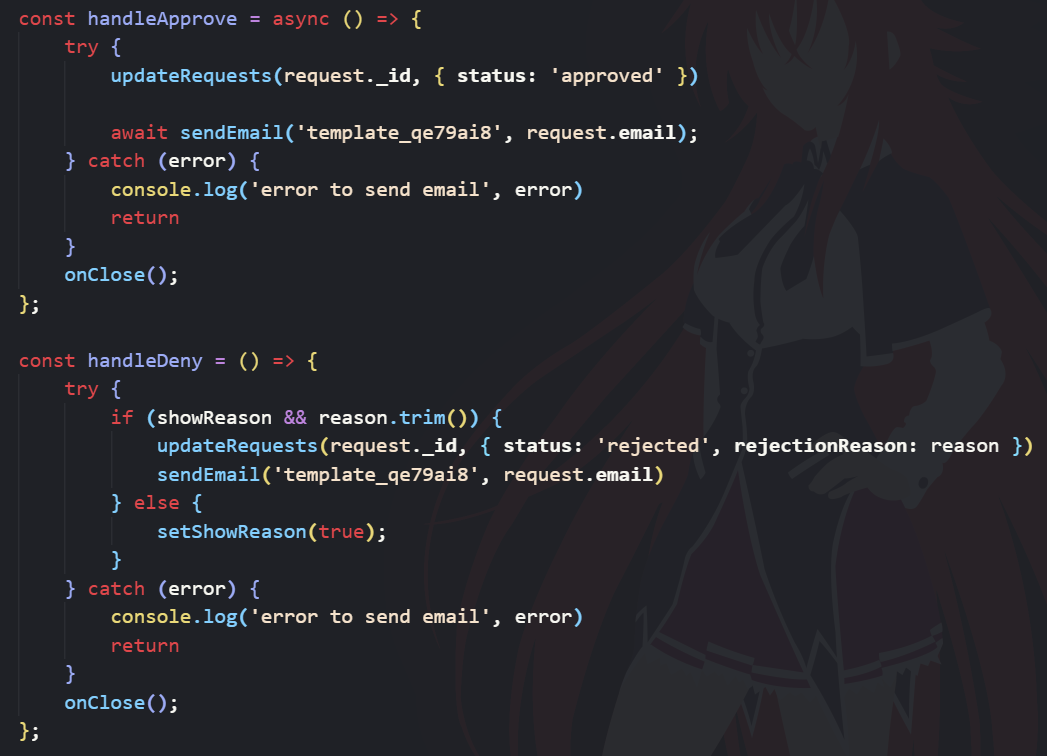 const handleApprove = async () => {
    try {
        updateRequests(request._id, { status: 'approved' })

        await sendEmail('template_qe79ai8', request.email);
    } catch (error) {
        console.log('error to send email', error)
        return
    }
    onClose();
};

const handleDeny = () => {
    try {
        if (showReason && reason.trim()) {
            updateRequests(request._id, { status: 'rejected', rejectionReason: reason })
            sendEmail('template_qe79ai8', request.email)
        } else {
            setShowReason(true);
        }
    } catch (error) {
        console.log('error to send email', error)
        return
    }
    onClose();
};